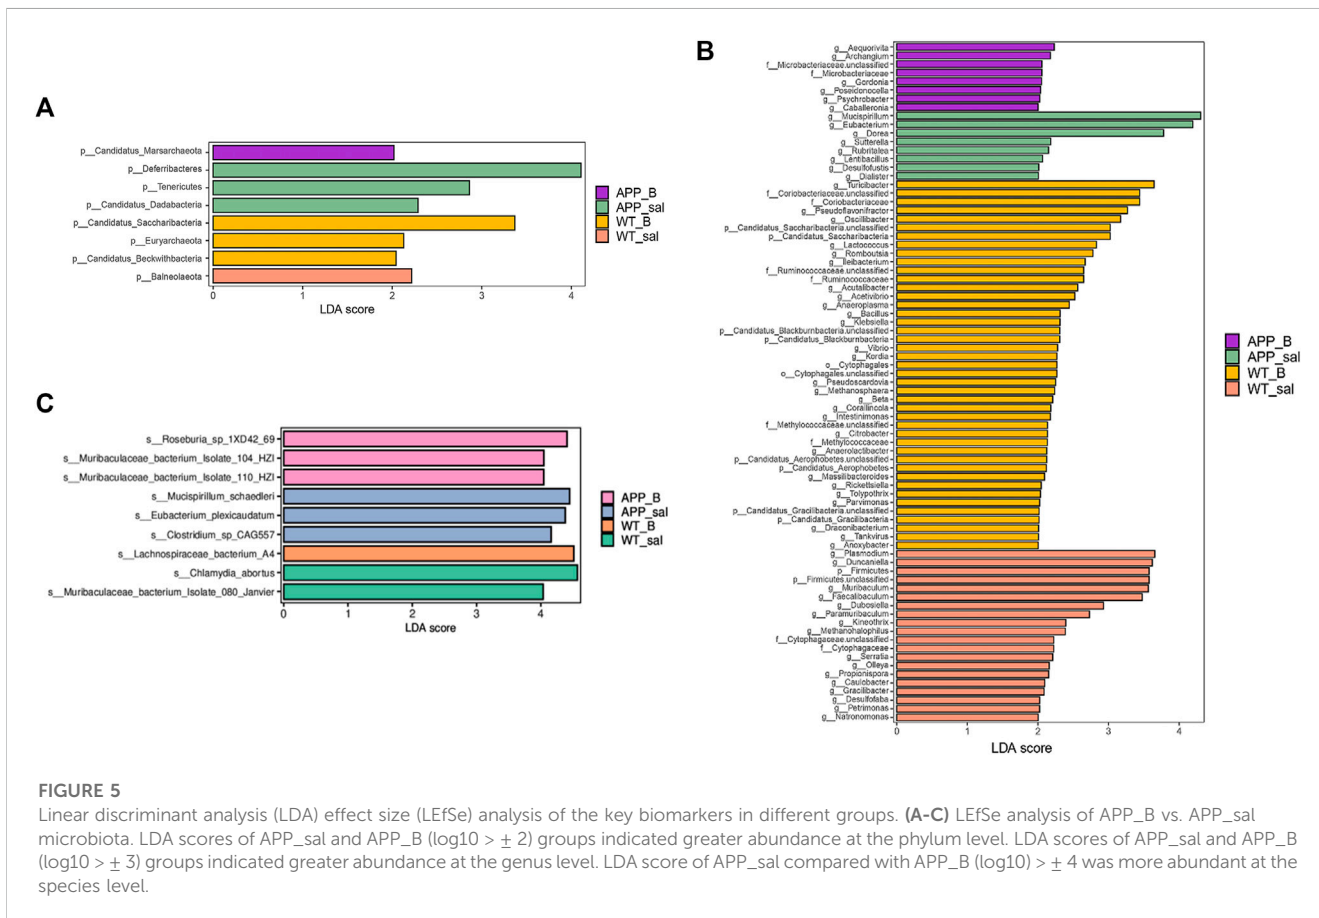 A
p__Candidatus_Marsarchaeota
p__Deferribacteres
p__Tenericutes
p__Candidatus_Dadabacteria
p__Candidatus_Saccharibacteria
p__Euryarchaeota
p__Candidatus_Beckwithbacteria
p__Balneolaeota
0 1 2 3 4
LDA score
APP_B
APP_sal
WT_B
WT_sal
B
g__Aequorivita
g__Archangium
f__Microbacteriaceae.unclassified
f__Microbacteriaceae
g__Gordonia
g__Poseidonocella
g__Psychrobacter
g__Caballeronia
g__Mucispirillum
g__Eubacterium
g__Dorea
g__Sutterella
g__Rubritalea
g__Lentibacillus
g__Desulfofustis
g__Dialister
g__Turicibacter
f__Coriobacteriaceae.unclassified
f__Coriobacteriaceae
g__Pseudoflavonifractor
g__Oscillibacter
p__Candidatus_Saccharibacteria.unclassified
p__Candidatus_Saccharibacteria
g__Lactococcus
g__Romboutsia
g__Ileibacterium
f__Ruminococcaceae.unclassified
f__Ruminococcaceae
g__Acutalibacter
g__Acetivibrio
g__Anaeroplasma
g__Bacillus
g__Klebsiella
p__Candidatus_Blackburnbacteria.unclassified
p__Candidatus_Blackburnbacteria
g__Vibrio
g__Kordia
o__Cytophagales
o__Cytophagales.unclassified
g__Pseudoscardovia
g__Methanosphaera
g__Beta
g__Corallincola
g__Intestinimonas
f__Methylococcaceae.unclassified
g__Citrobacter
f__Methylococcaceae
g__Anaerolactibacter
p__Candidatus_Aerophobetes.unclassified
p__Candidatus_Aerophobetes
g__Massilibacteroides
g__Rickettsiella
g__Tolypothrix
g__Parvimonas
p__Candidatus_Gracilibacteria.unclassified
p__Candidatus_Gracilibacteria
g__Draconibacterium
g__Tankvirus
g__Anoxybacter
g__Plasmodium
g__Duncaniella
p__Firmicutes
p__Firmicutes.unclassified
g__Muribaculum
g__Faecalibaculum
g__Dubosiella
g__Paramuribaculum
g__Kineothrix
g__Methanohalophilus
f__Cytophagaceae.unclassified
f__Cytophagaceae
g__Serratia
g__Olleya
g__Propionispora
g__Caulobacter
g__Gracilibacter
g__Desulfofaba
g__Petrimonas
g__Natronomonas
0 1 2 3 4
LDA score
APP_B
APP_sal
WT_B
WT_sal
C
s__Roseburia_sp_1XD42_69
s__Muribaculaceae_bacterium_Isolate_104_HZI
s__Muribaculaceae_bacterium_Isolate_110_HZI
s__Mucispirillum_schaedleri
s__Eubacterium_plexicaudatum
s__Clostridium_sp_CAG557
s__Lachnospiraceae_bacterium_A4
s__Chlamydia_abortus
s__Muribaculaceae_bacterium_Isolate_080_Janvier
0 1 2 3 4
LDA score
APP_B
APP_sal
WT_B
WT_sal
FIGURE 5
Linear discriminant analysis (LDA) effect size (LEfSe) analysis of the key biomarkers in different groups. (A-C) LEfSe analysis of APP_B vs. APP_sal
microbiota. LDA scores of APP_sal and APP_B (log10 > ± 2) groups indicated greater abundance at the phylum level. LDA scores of APP_sal and APP_B
(log10 > ± 3) groups indicated greater abundance at the genus level. LDA score of APP_sal compared with APP_B (log10) > ± 4 was more abundant at the
species level.